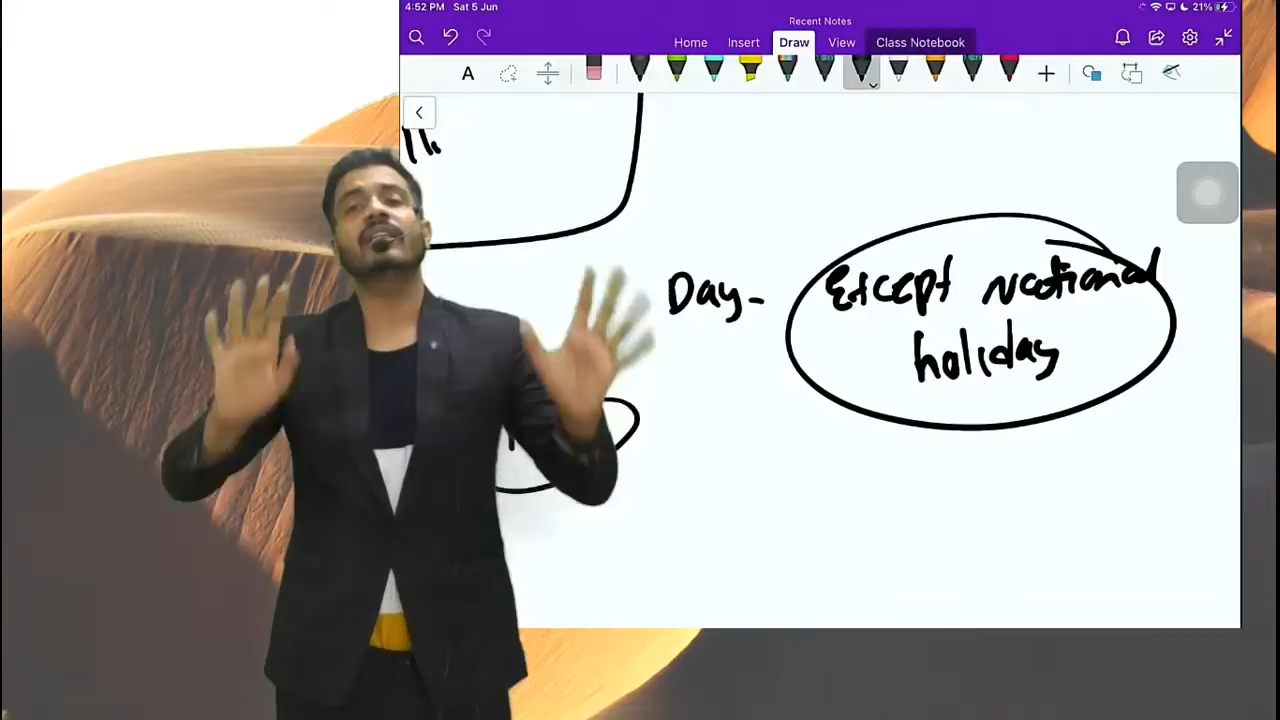 4:52 PM Sat 5 Jun
21%
Recent Notes
Home Insert Draw View Class Notebook
A
Day - Except national
holiday